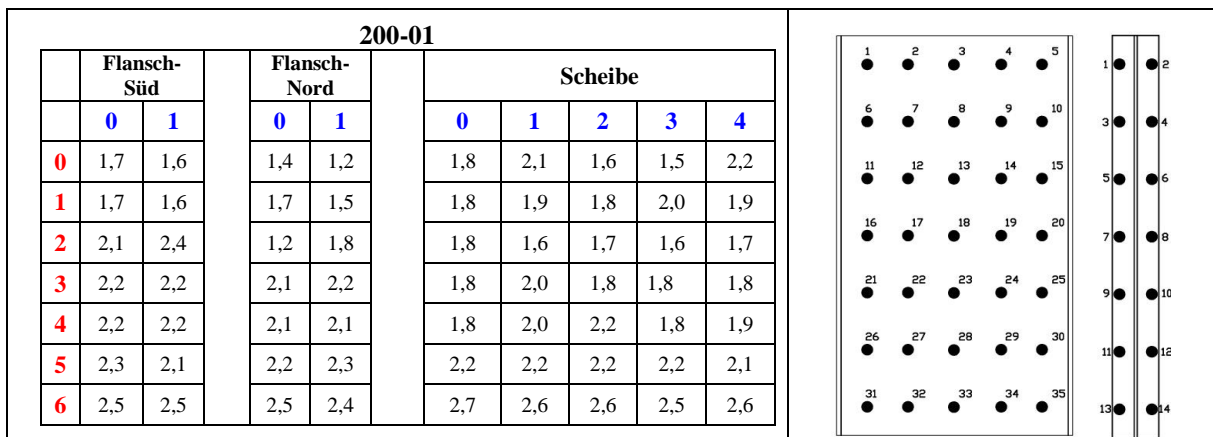 200-01
Flansch-Süd Flansch-Nord Scheibe
0 1 0 1 0 1 2 3 4
0 1,7 1,6 1,4 1,2 1,8 2,1 1,6 1,5 2,2
1 1,7 1,6 1,7 1,5 1,8 1,9 1,8 2,0 1,9
2 2,1 2,4 1,2 1,8 1,8 1,6 1,7 1,6 1,7
3 2,2 2,2 2,1 2,2 1,8 2,0 1,8 1,8 1,8
4 2,2 2,2 2,1 2,1 1,8 2,0 2,2 1,8 1,9
5 2,3 2,1 2,2 2,3 2,2 2,2 2,2 2,2 2,1
6 2,5 2,5 2,5 2,4 2,7 2,6 2,6 2,5 2,6
1 2 3 4 5
6 7 8 9 10
11 12 13 14 15
16 17 18 19 20
21 22 23 24 25
26 27 28 29 30
31 32 33 34 35
1 2
3 4
5 6
7 8
9 10
11 12
13 14